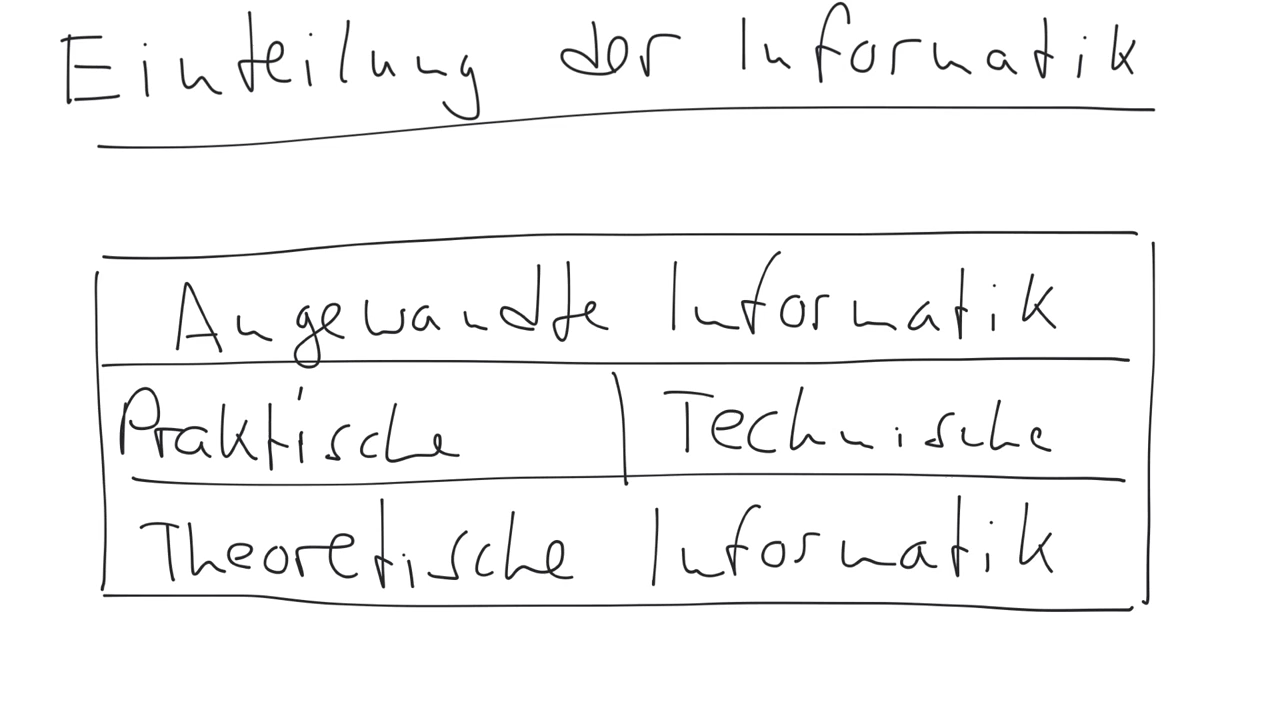 Einteilung der Informatik
Angewandte Informatik
Praktische Technische
Theoretische Informatik